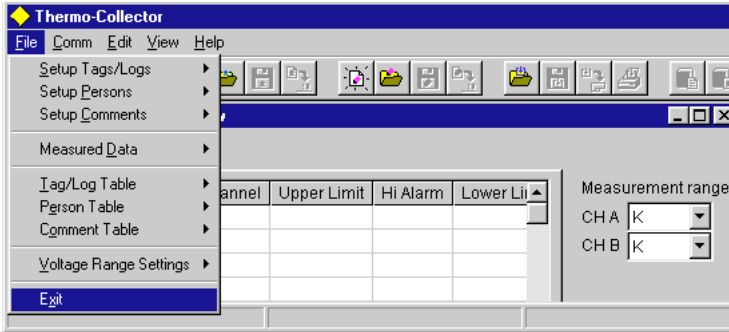 Thermo-Collector
File Comm Edit View Help
Setup Tags/Logs
Setup Persons
Setup Comments
Measured Data
Tag/Log Table
Person Table
Comment Table
Voltage Range Settings
Exit
annel Upper Limit Hi Alarm Lower Li
Measurement range
CH A K
CH B K